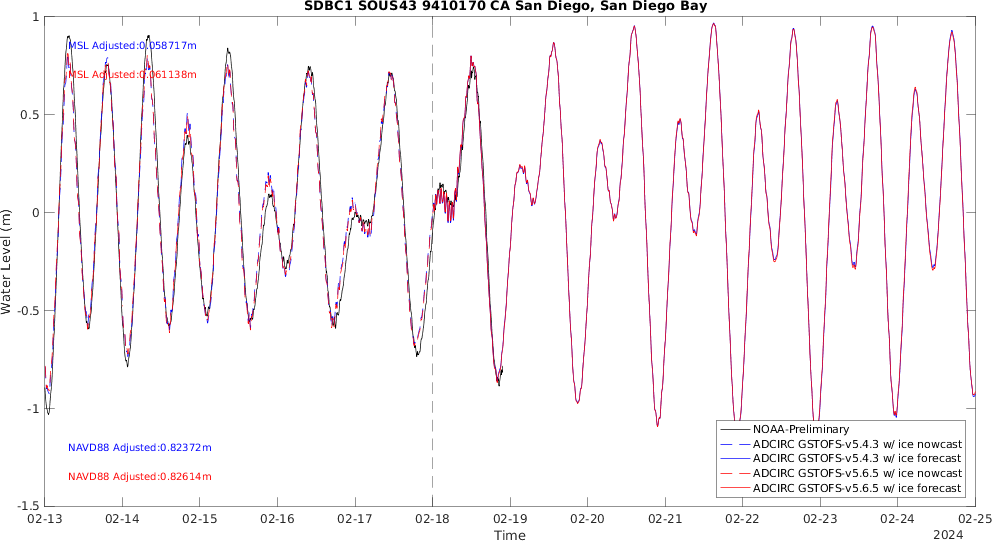 SDBC1 SOUS43 9410170 CA San Diego, San Diego Bay
1
MSL Adjusted:0.058717m
MSL Adjusted:0.061138m
0.5
0
Water Level (m)
-0.5
-1
NAVD88 Adjusted:0.82372m
NAVD88 Adjusted:0.82614m
-1.5
NOAA-Preliminary
ADCIRC GSTOFS-v5.4.3 w/ ice nowcast
ADCIRC GSTOFS-v5.4.3 w/ ice forecast
ADCIRC GSTOFS-v5.6.5 w/ ice nowcast
ADCIRC GSTOFS-v5.6.5 w/ ice forecast
02-13 02-14 02-15 02-16 02-17 02-18 02-19 02-20 02-21 02-22 02-23 02-24 02-25
Time
2024